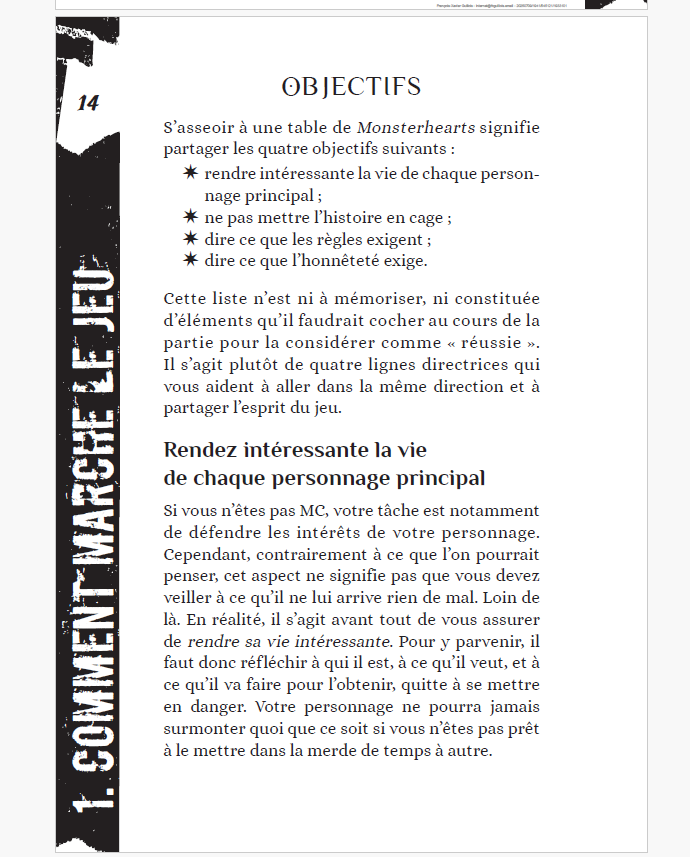 14
1. COMMENT MARCHE LE JEU
OBJECTIFS
S’asseoir à une table de Monsterhearts signifie
partager les quatre objectifs suivants :
✶ rendre intéressante la vie de chaque person-
nage principal ;
✶ ne pas mettre l’histoire en cage ;
✶ dire ce que les règles exigent ;
✶ dire ce que l’honnêteté exige.
Cette liste n’est ni à mémoriser, ni constituée
d’éléments qu’il faudrait cocher au cours de la
partie pour la considérer comme « réussie ».
Il s’agit plutôt de quatre lignes directrices qui
vous aident à aller dans la même direction et à
partager l’esprit du jeu.
Rendez intéressante la vie
de chaque personnage principal
Si vous n’êtes pas MC, votre tâche est notamment
de défendre les intérêts de votre personnage.
Cependant, contrairement à ce que l’on pourrait
penser, cet aspect ne signifie pas que vous devez
veiller à ce qu’il ne lui arrive rien de mal. Loin de
là. En réalité, il s’agit avant tout de vous assurer
de rendre sa vie intéressante. Pour y parvenir, il
faut donc réfléchir à qui il est, à ce qu’il veut, et à
ce qu’il va faire pour l’obtenir, quitte à se mettre
en danger. Votre personnage ne pourra jamais
surmonter quoi que ce soit si vous n’êtes pas prêt
à le mettre dans la merde de temps à autre.